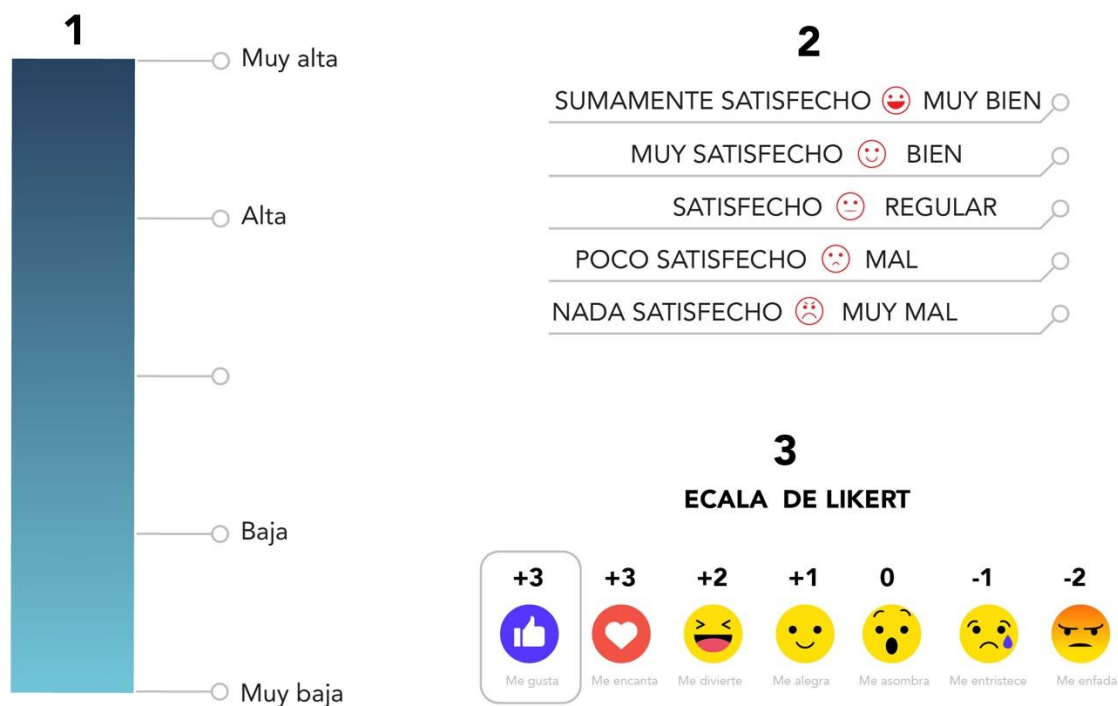 1
Muy alta
Alta
Baja
Muy baja
2
SUMAMENTE SATISFECHO MUY BIEN
MUY SATISFECHO BIEN
SATISFECHO REGULAR
POCO SATISFECHO MAL
NADA SATISFECHO MUY MAL
3
ECALA DE LIKERT
+3 +3 +2 +1 0 -1 -2
Me gusta Me encanta Me divierte Me alegra Me asombra Me entristece Me enfada